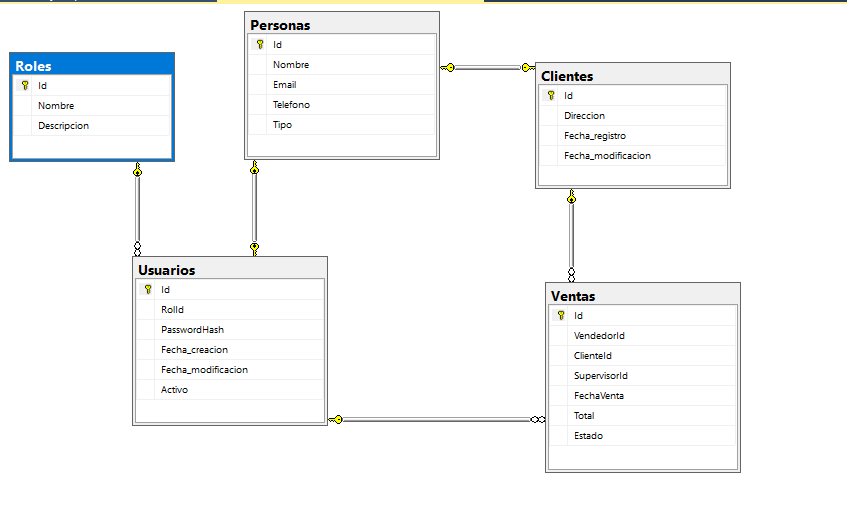 Personas
Id
Nombre
Email
Telefono
Tipo
Roles
Id
Nombre
Descripcion
Clientes
Id
Direccion
Fecha_registro
Fecha_modificacion
Usuarios
Id
RolId
PasswordHash
Fecha_creacion
Fecha_modificacion
Activo
Ventas
Id
VendedorId
ClienteId
SupervisorId
FechaVenta
Total
Estado